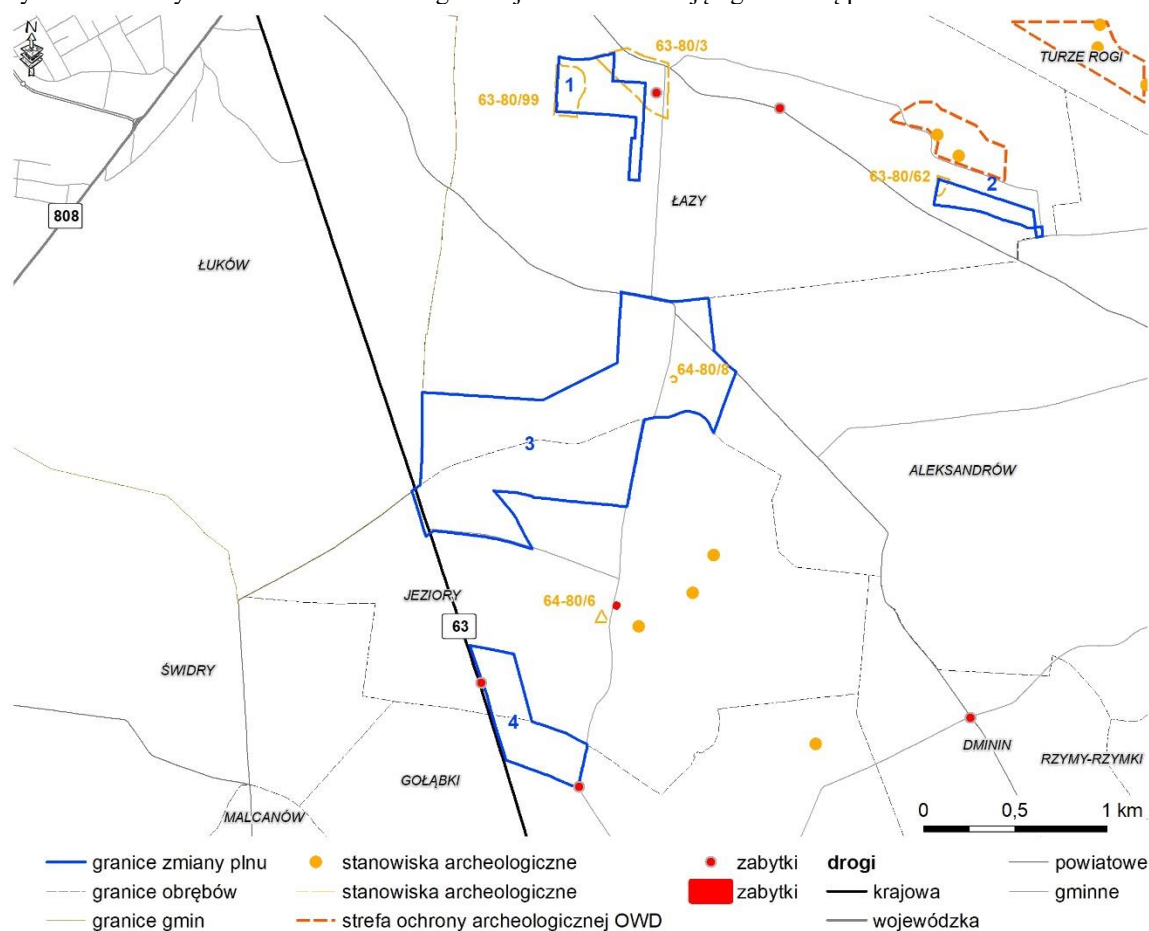 N
63-80/3
TURZE ROGI
1
63-80/99
63-80/62
2
808
ŁAZY
ŁUKÓW
64-80/8
3
ALEKSANDRÓW
JEZIORY
64-80/6
63
ŚWIDRY
4
DMININ
GOŁĄBKI
RZYMY-RZYMKI
MALCANÓW
0 0,5 1 km
granice zmiany plnu stanowiska archeologiczne zabytki drogi powiatowe
granice obrębów stanowiska archeologiczne zabytki krajowa gminne
granice gmin strefa ochrony archeologicznej OWD wojewódzka